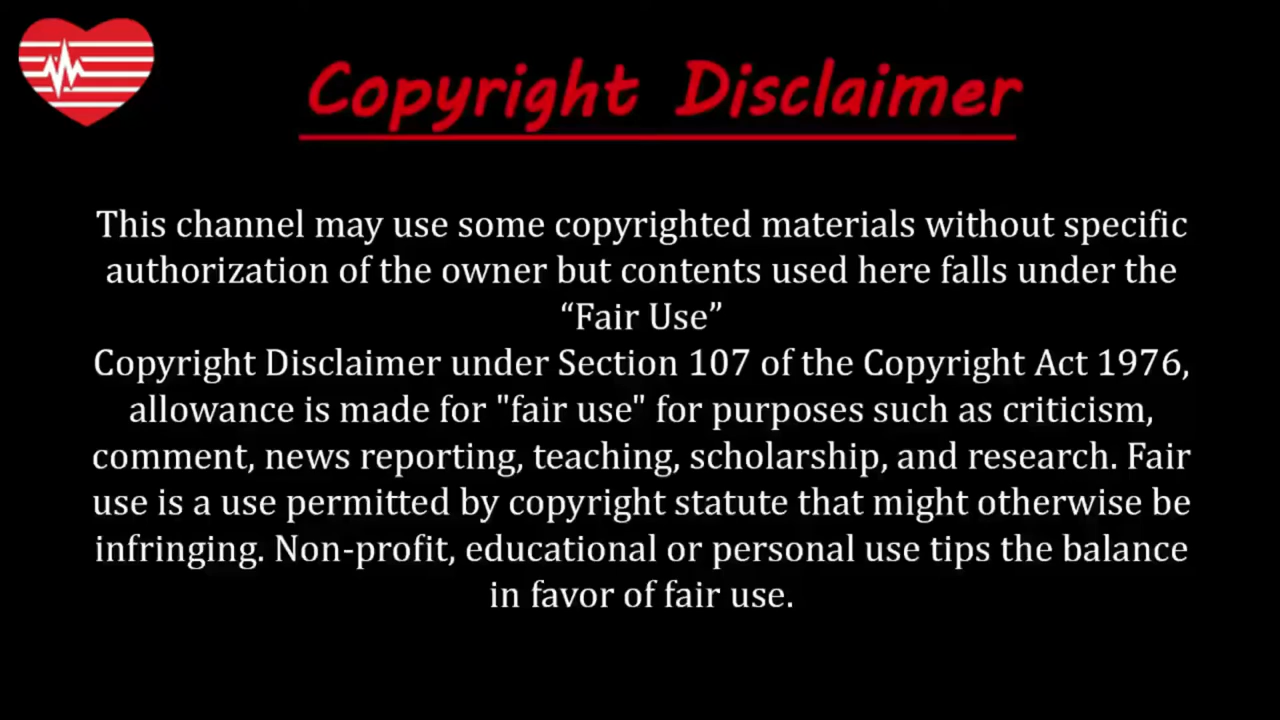 Copyright Disclaimer
This channel may use some copyrighted materials without specific
authorization of the owner but contents used here falls under the
“Fair Use”
Copyright Disclaimer under Section 107 of the Copyright Act 1976,
allowance is made for "fair use" for purposes such as criticism,
comment, news reporting, teaching, scholarship, and research. Fair
use is a use permitted by copyright statute that might otherwise be
infringing. Non-profit, educational or personal use tips the balance
in favor of fair use.